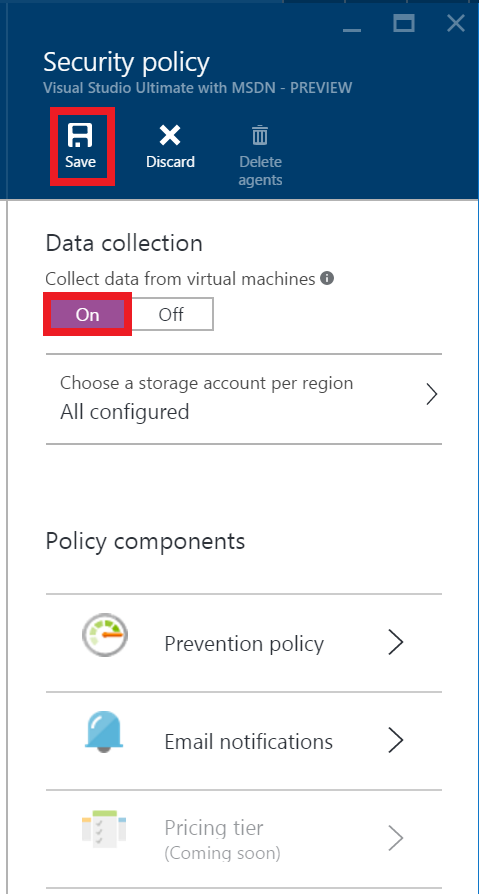 Security policy
Visual Studio Ultimate with MSDN - PREVIEW
Save
Discard
Delete
agents
Data collection
Collect data from virtual machines
On
Off
Choose a storage account per region
All configured
Policy components
Prevention policy
Email notifications
Pricing tier
(Coming soon)